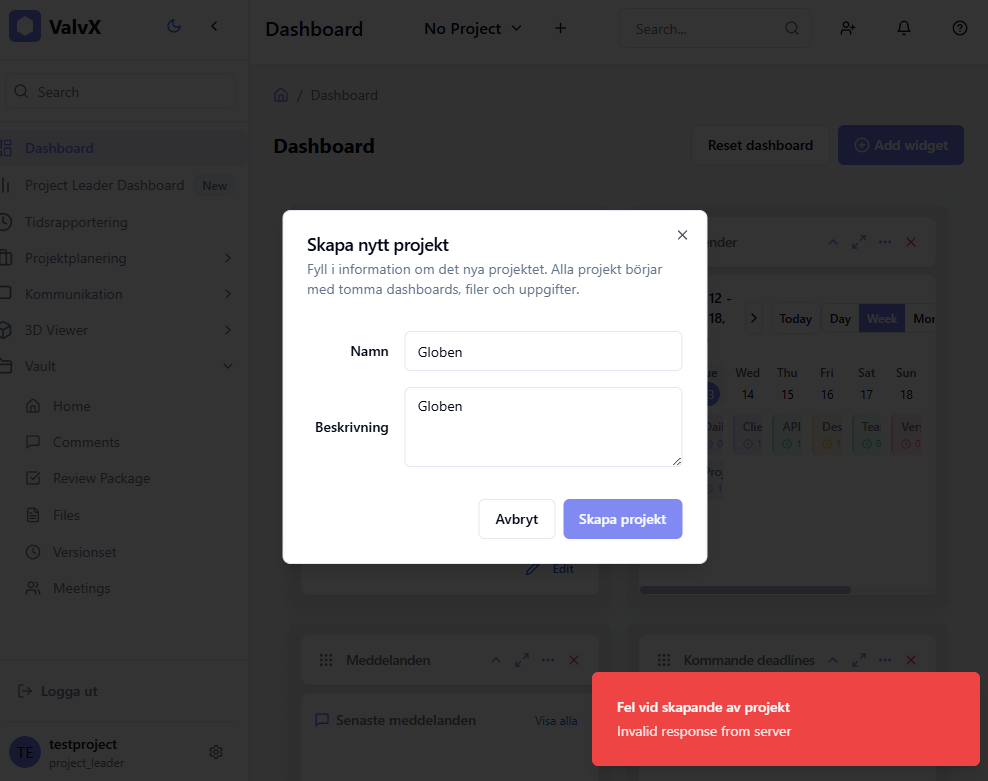 ValvX
Dashboard
No Project
Search...
Search
Dashboard
Dashboard
Project Leader Dashboard
New
Tidsrapportering
Projektplanering
Kommunikation
3D Viewer
Vault
Home
Comments
Review Package
Files
Versionset
Meetings
Logga ut
TE
testproject
project_leader
Dashboard
Reset dashboard
Add widget
Skapa nytt projekt
Fyll i information om det nya projektet. Alla projekt börjar
med tomma dashboards, filer och uppgifter.
Namn
Globen
Beskrivning
Globen
Avbryt
Skapa projekt
Edit
ender
12 -
18,
Today
Day
Week
Mon
Wed
Thu
Fri
Sat
Sun
14
15
16
17
18
Clie
API
Des
Tea
Meddelanden
Senaste meddelanden
Visa alla
Kommande deadlines
Fel vid skapande av projekt
Invalid response from server